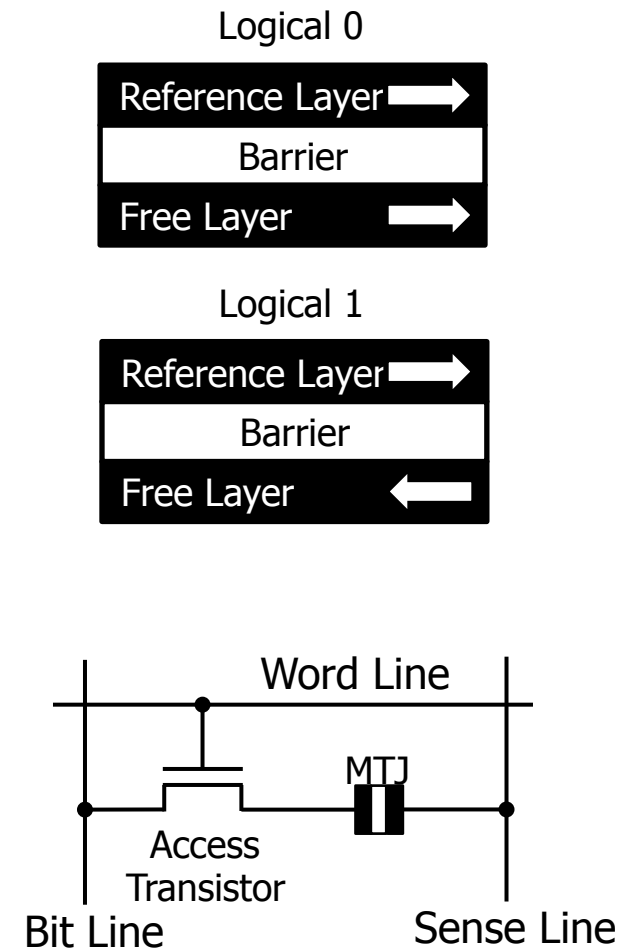 Logical 0
Reference Layer
Barrier
Free Layer
Logical 1
Reference Layer
Barrier
Free Layer
Word Line
MTJ
Access
Transistor
Bit Line
Sense Line